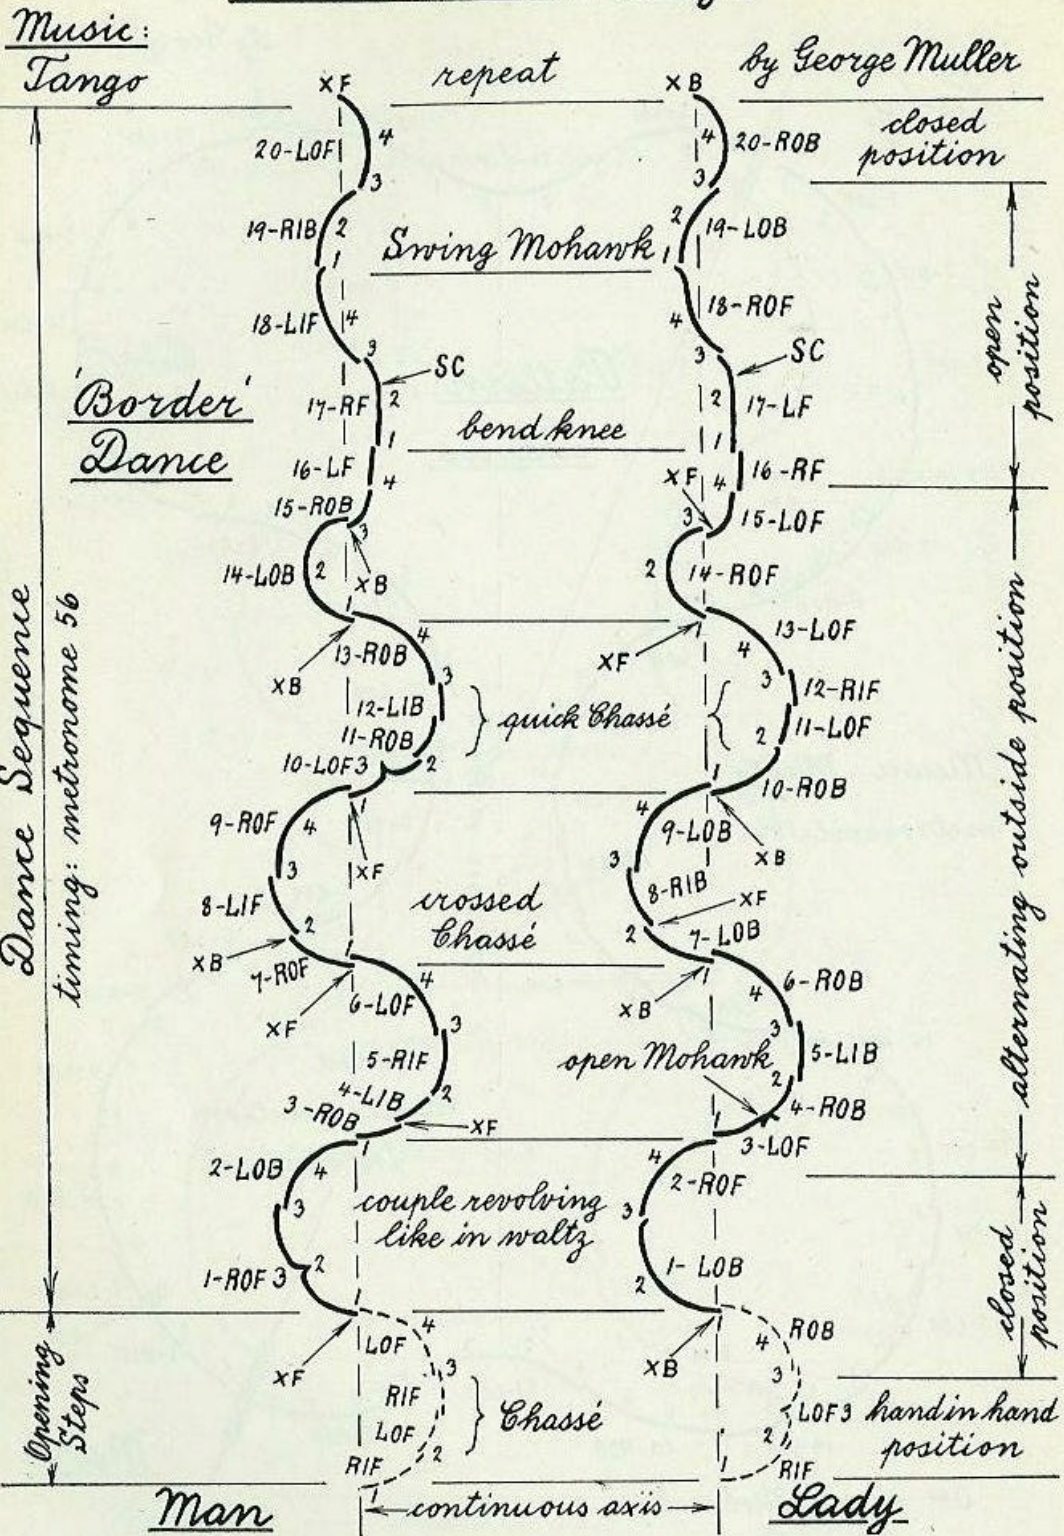 Music:
Tango
repeat
by George Muller
XF
XB
closed
position
20-LOF
4
4
20-ROB
3
3
19-RIB
2
2
19-LOB
Swing Mohawk
1
1
18-LIF
4
4
18-ROF
3
3
SC
SC
open
position
'Border'
Dance
17-RF
2
2
17-LF
1
1
bend knee
16-LF
4
XF
4
16-RF
15-ROB
3
3
15-LOF
14-LOB
2
XB
2
14-ROF
1
1
13-ROB
4
4
13-LOF
XB
XF
3
3
12-LIB
12-RIF
quick Chassé
11-ROB
11-LOF
2
2
10-LOF3
10-ROB
1
1
9-ROF
4
4
9-LOB
XF
XB
3
3
8-LIF
8-RIB
crossed
Chassé
XF
2
2
XB
7-ROF
7-LOB
1
1
6-LOF
4
4
6-ROB
XF
XB
3
3
5-RIF
open Mohawk
5-LIB
4-LIB
2
2
4-ROB
3-ROB
XF
3-LOF
1
1
2-LOB
4
4
2-ROF
3
3
couple revolving
like in waltz
1-ROF 3
2
2
1-LOB
Dance Sequence
timing: metronome 56
alternating outside position
closed
position
LOF
4
4
ROB
XF
XB
3
3
RIF
Chassé
LOF3
hand in hand
position
LOF
2
2
RIF
1
1
RIF
Opening
Steps
Man
continuous axis
Lady